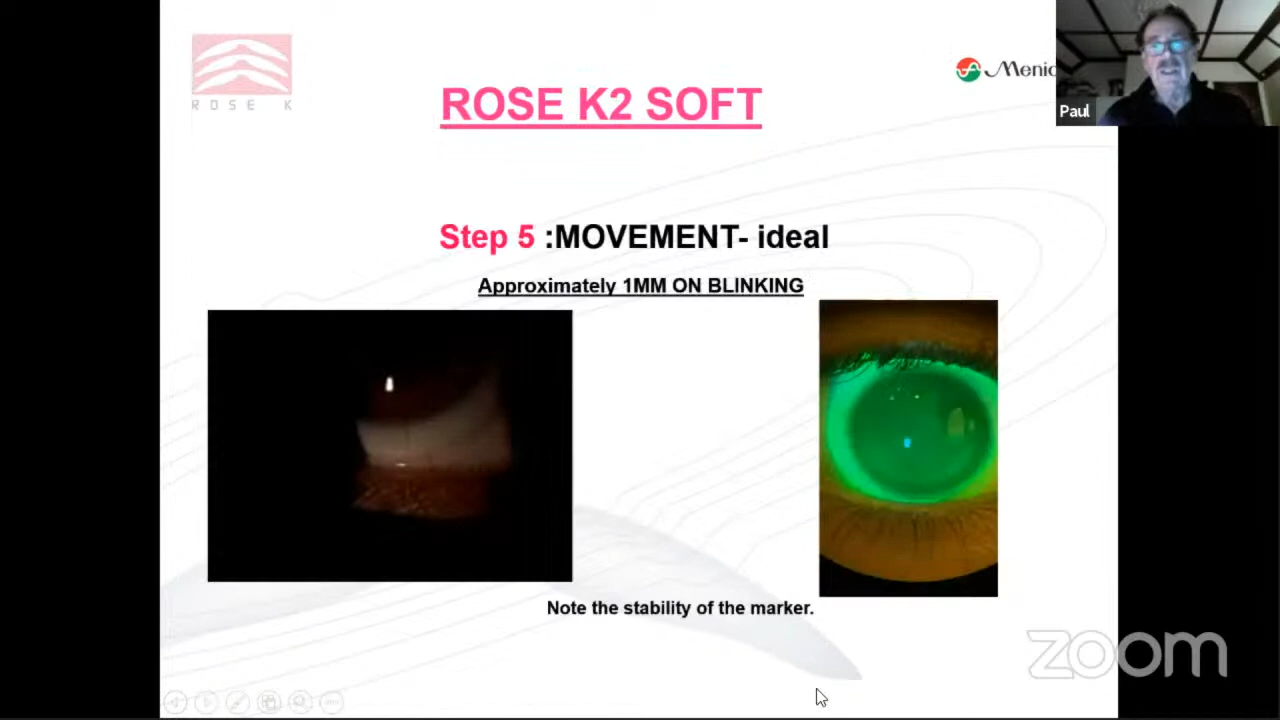 ROSE K
Menic
Paul
ROSE K2 SOFT
Step 5 :MOVEMENT- ideal
Approximately 1MM ON BLINKING
Note the stability of the marker.
zoom